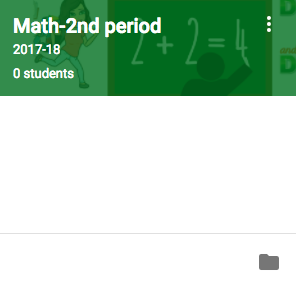 Math-2nd period
2017-18
0 students
2 + 2 = 4